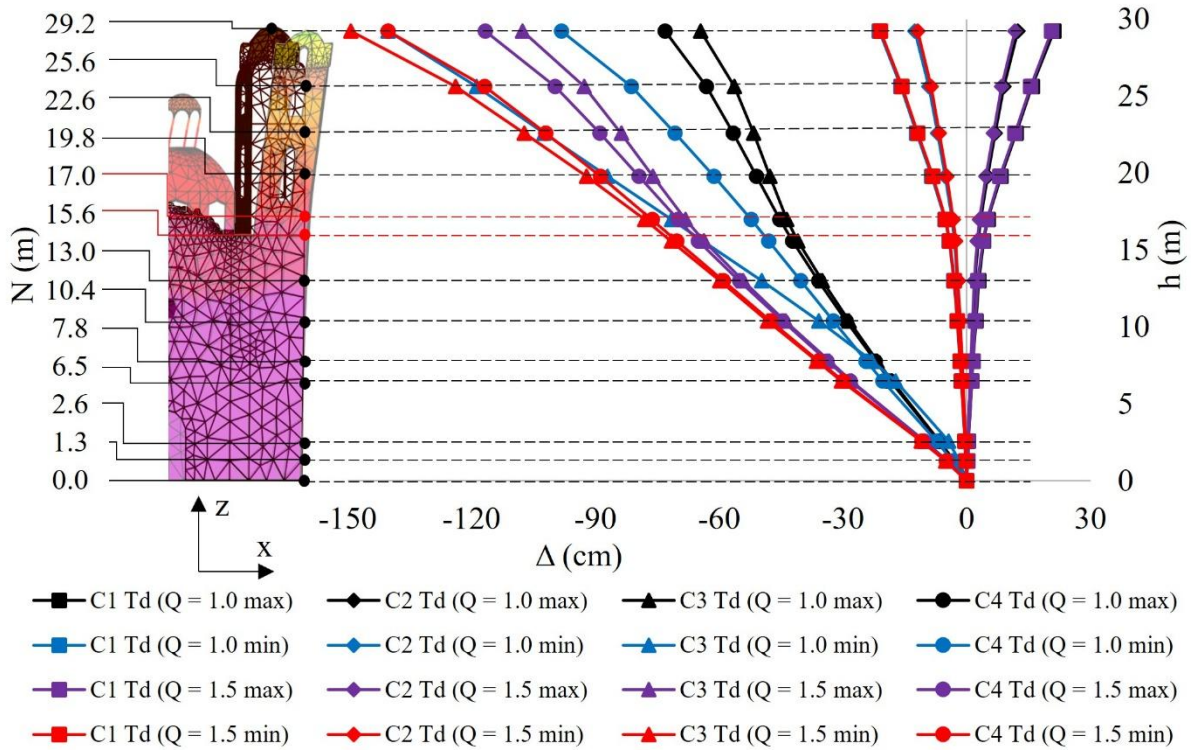 29.2
25.6
22.6
19.8
17.0
15.6
13.0
10.4
7.8
6.5
2.6
1.3
0.0
N (m)
z
x
30
25
20
15
10
5
0
h (m)
-150 -120 -90 -60 -30 0 30
Δ (cm)
C1 Td (Q = 1.0 max) C2 Td (Q = 1.0 max) C3 Td (Q = 1.0 max) C4 Td (Q = 1.0 max)
C1 Td (Q = 1.0 min) C2 Td (Q = 1.0 min) C3 Td (Q = 1.0 min) C4 Td (Q = 1.0 min)
C1 Td (Q = 1.5 max) C2 Td (Q = 1.5 max) C3 Td (Q = 1.5 max) C4 Td (Q = 1.5 max)
C1 Td (Q = 1.5 min) C2 Td (Q = 1.5 min) C3 Td (Q = 1.5 min) C4 Td (Q = 1.5 min)